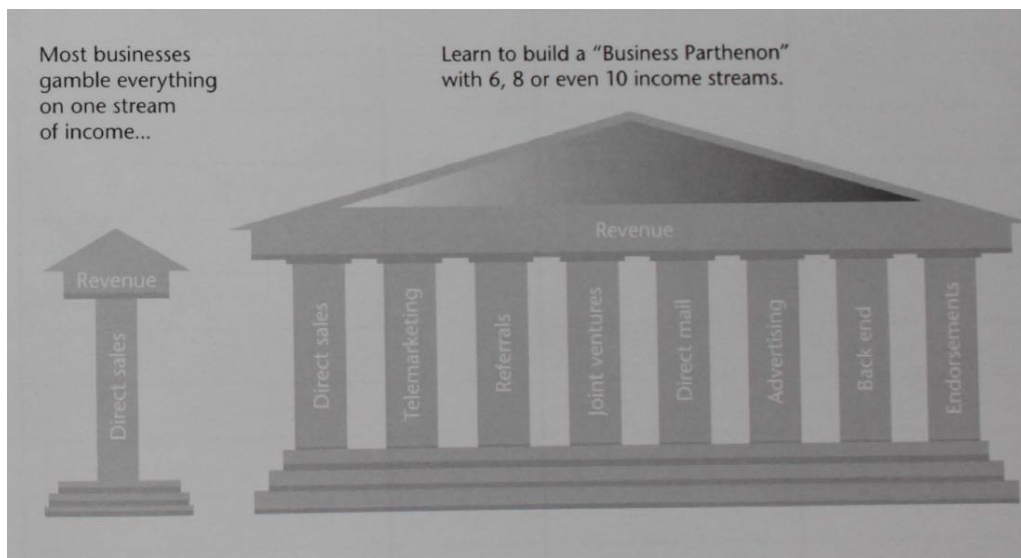 Most businesses
gamble everything
on one stream
of income...
Learn to build a “Business Parthenon”
with 6, 8 or even 10 income streams.
Revenue
Direct sales
Revenue
Direct sales
Telemarketing
Referrals
Joint ventures
Direct mail
Advertising
Back end
Endorsements